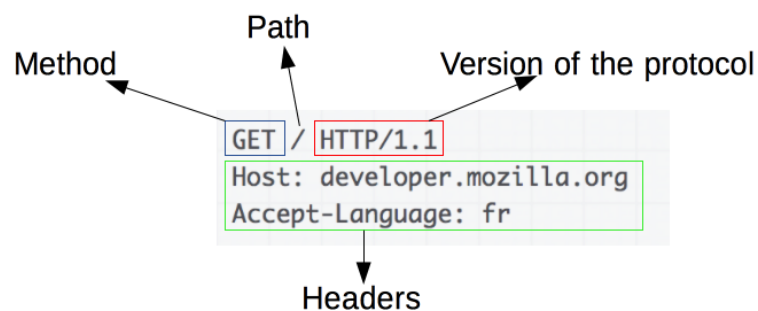 Path
Method
Version of the protocol
GET / HTTP/1.1
Host: developer.mozilla.org
Accept-Language: fr
Headers